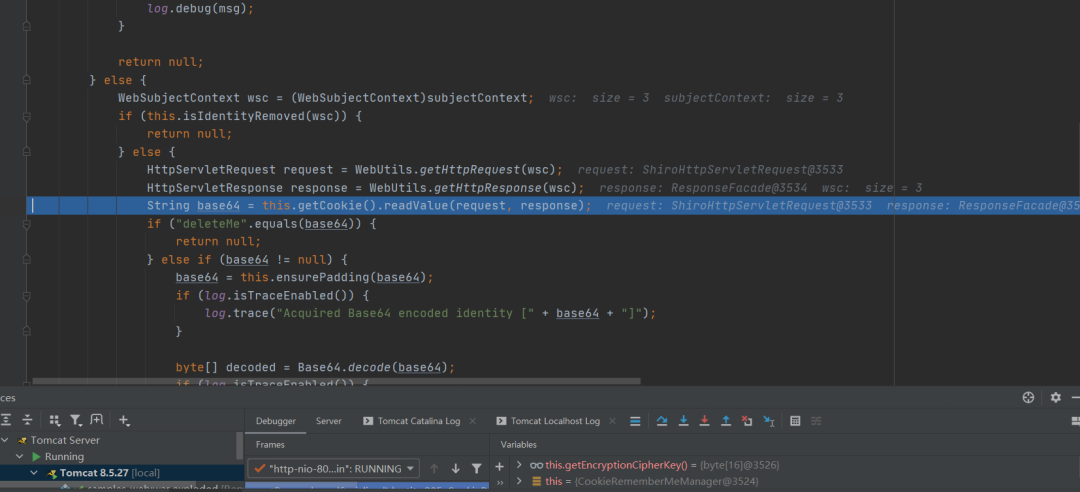 log.debug(msg);
}
return null;
} else {
WebSubjectContext wsc = (WebSubjectContext)subjectContext; wsc: size = 3 subjectContext: size = 3
if (this.isIdentityRemoved(wsc)) {
return null;
} else {
HttpServletRequest request = WebUtils.getHttpRequest(wsc); request: ShiroHttpServletRequest@3533
HttpServletResponse response = WebUtils.getHttpResponse(wsc); response: ResponseFacade@3534 wsc: size = 3
String base64 = this.getCookie().readValue(request, response); request: ShiroHttpServletRequest@3533 response: ResponseFacade@35
if ("deleteMe".equals(base64)) {
return null;
} else if (base64 != null) {
base64 = this.ensurePadding(base64);
if (log.isTraceEnabled()) {
log.trace("Acquired Base64 encoded identity [" + base64 + "]");
}
byte[] decoded = Base64.decode(base64);
if (log.isTraceEnabled()) {
ces
Debugger Server Tomcat Catalina Log Tomcat Localhost Log
Tomcat Server
Frames Variables
Running
"http-nio-80...in": RUNNING
this.getEncryptionCipherKey() = {byte[16]@3526}
Tomcat 8.5.27 [local]
this = {CookieRememberMeManager@3524}